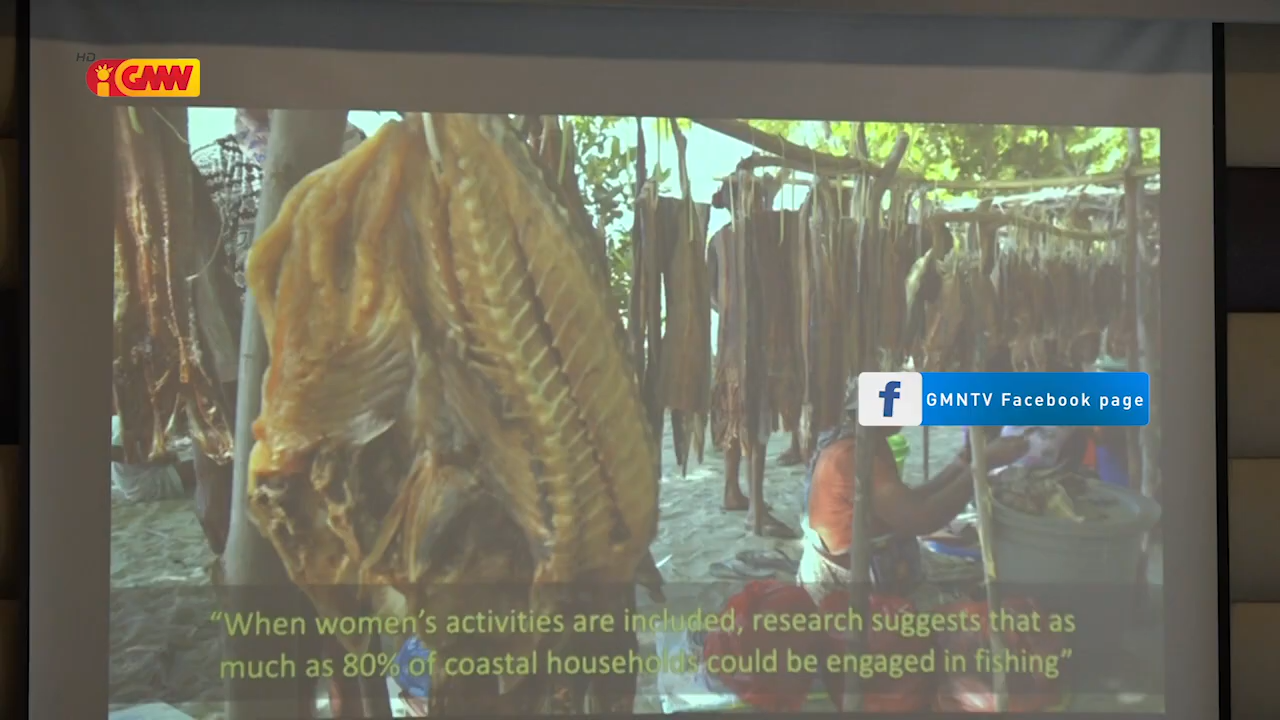 HD
iGMW
f GMNTV Facebook page
“When women’s activities are included, research suggests that as
much as 80% of coastal households could be engaged in fishing”